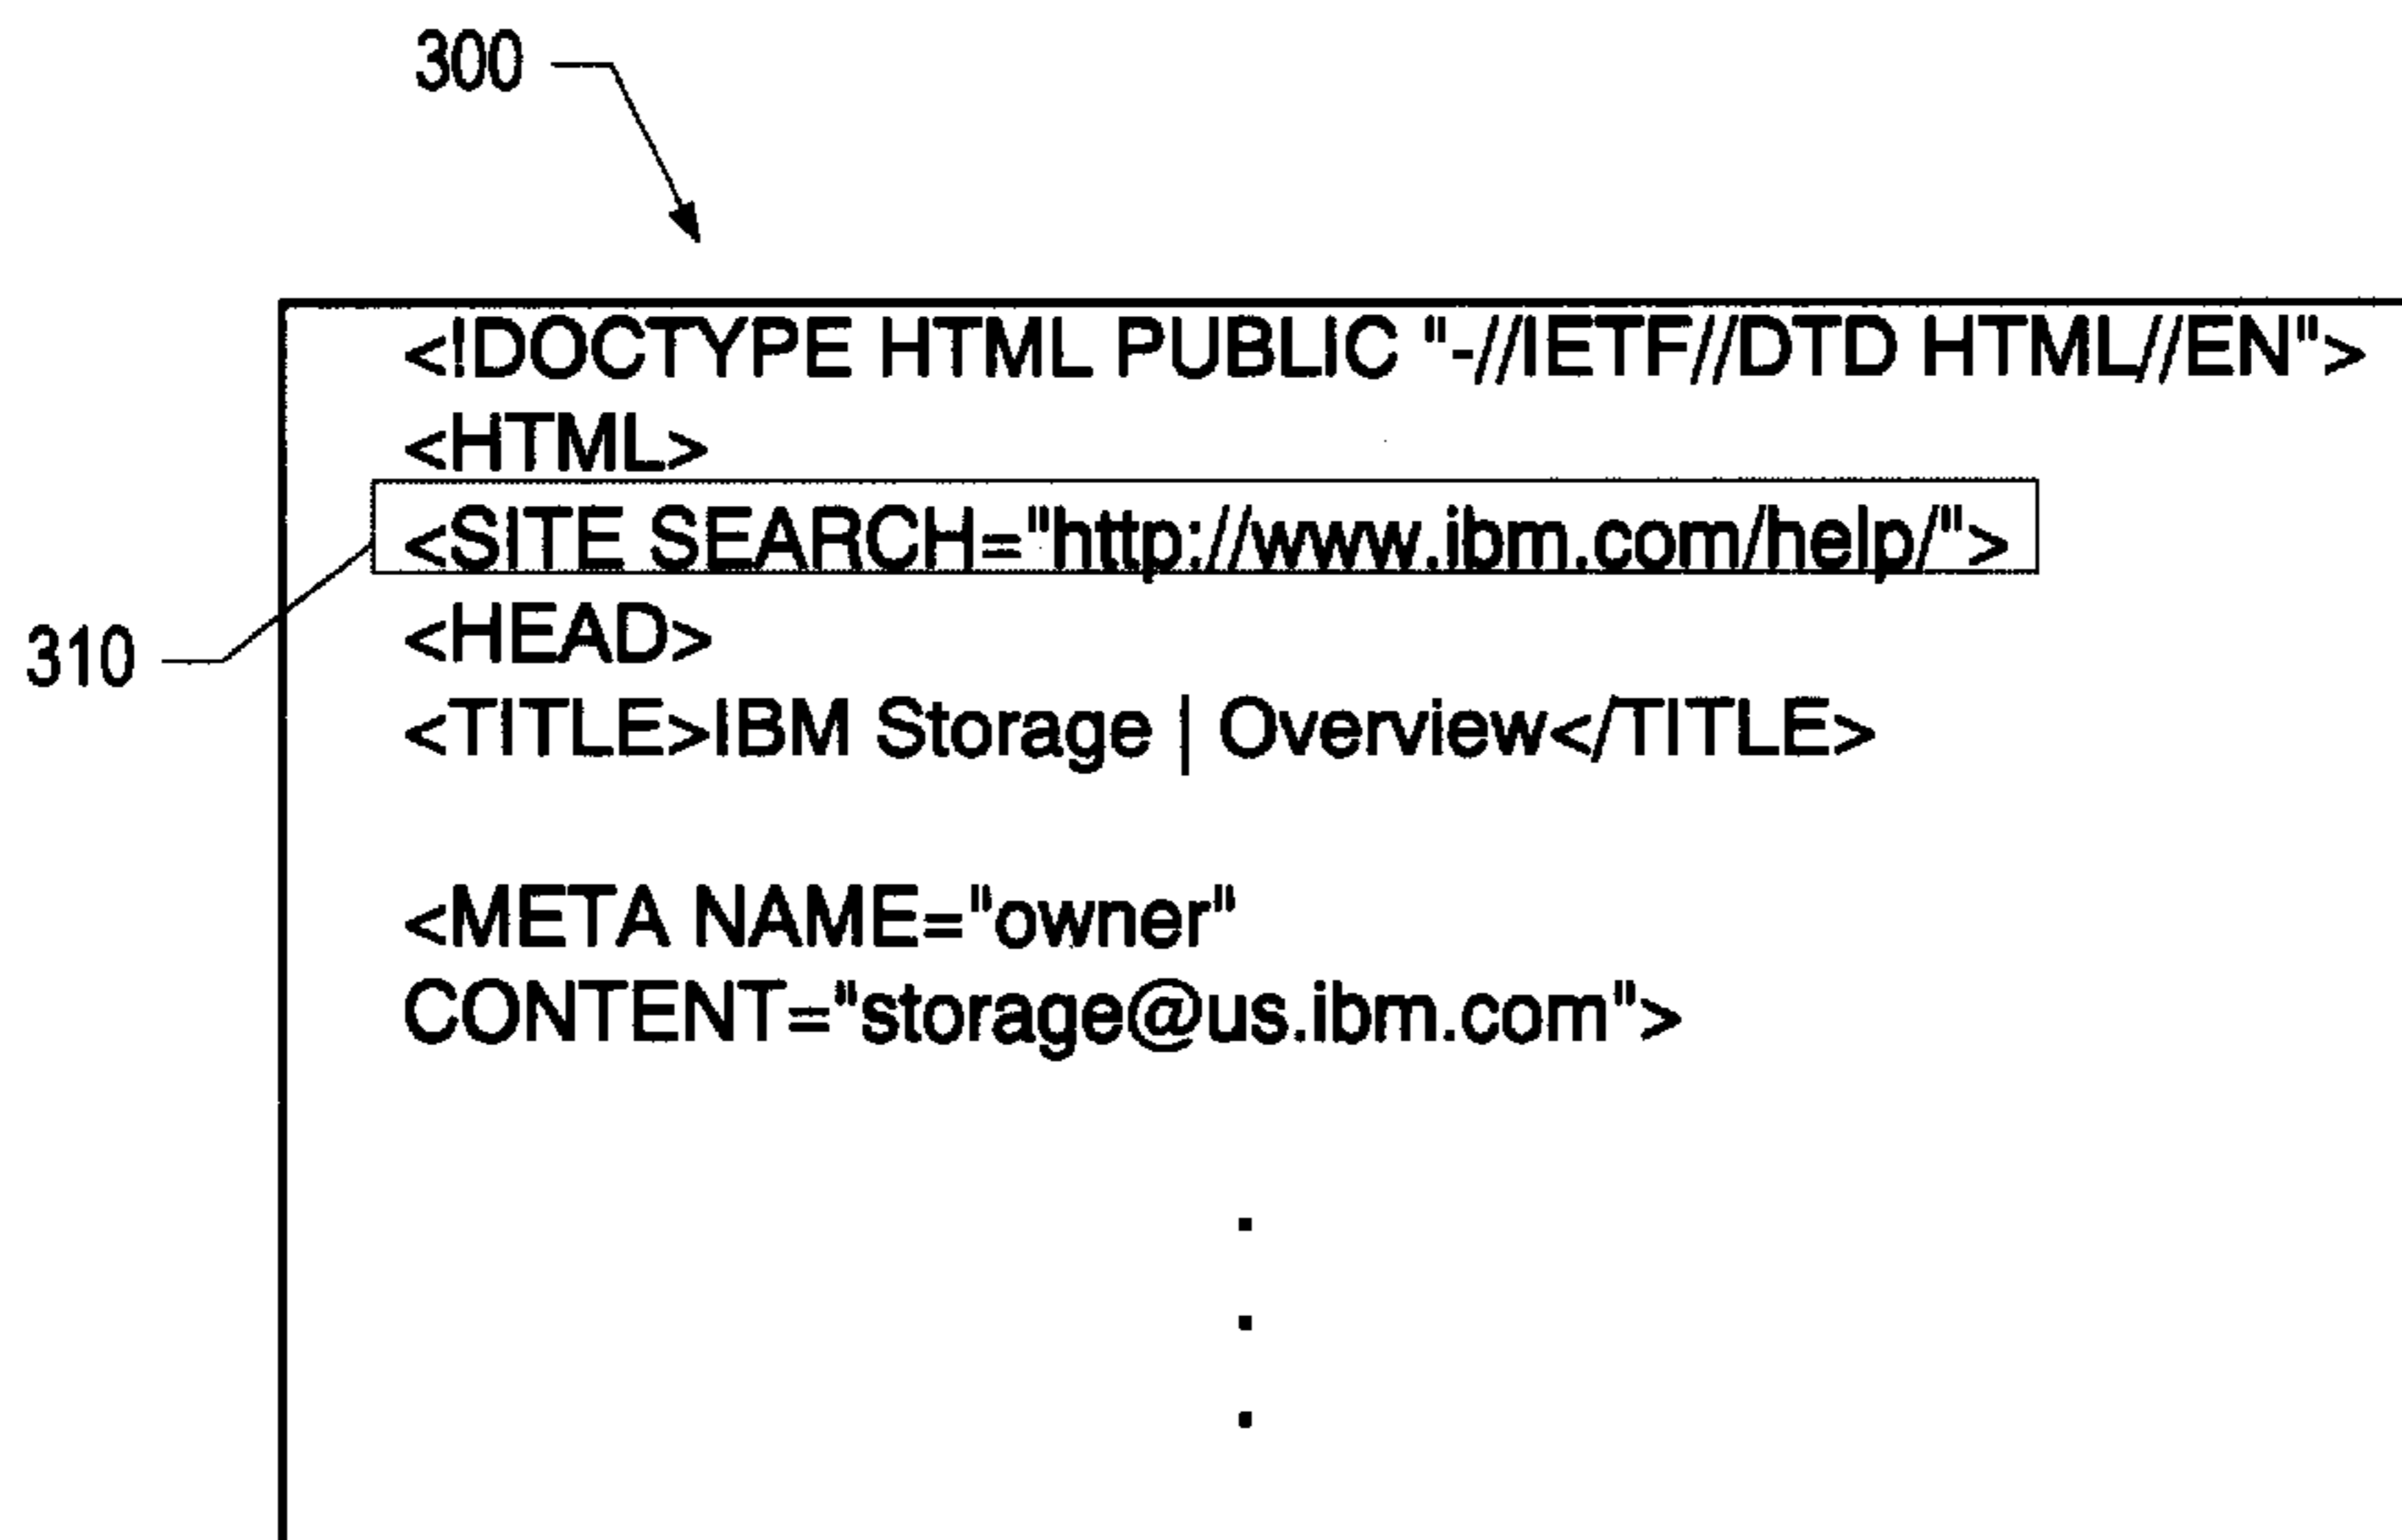 300
<!DOCTYPE HTML PUBLIC "-//IETF//DTD HTML//EN">
<HTML>
<SITE SEARCH="http://www.ibm.com/help/">
<HEAD>
310
<TITLE>IBM Storage | Overview</TITLE>
<META NAME="owner"
CONTENT="storage@us.ibm.com">
.
.
.